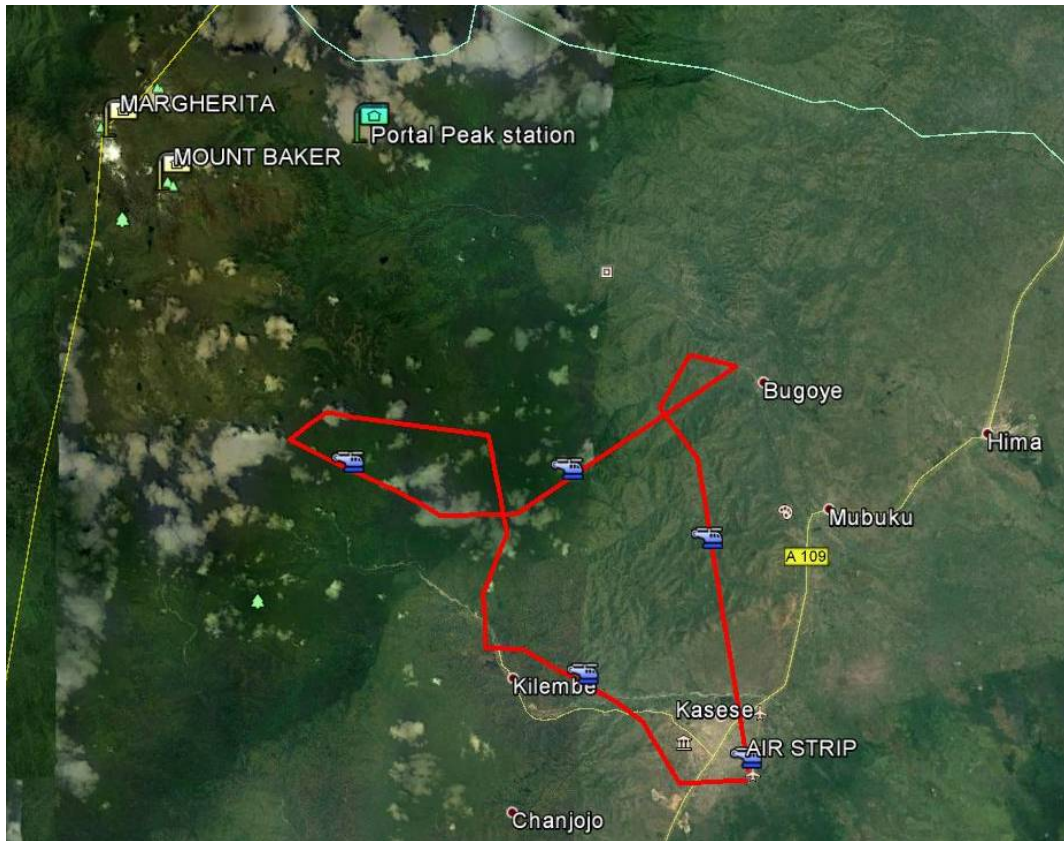 MARGHERITA
Portal Peak station
MOUNT BAKER
Bugoye
Hima
Mubuku
A 109
Kilembe
Kasese
AIR STRIP
Chanjojo